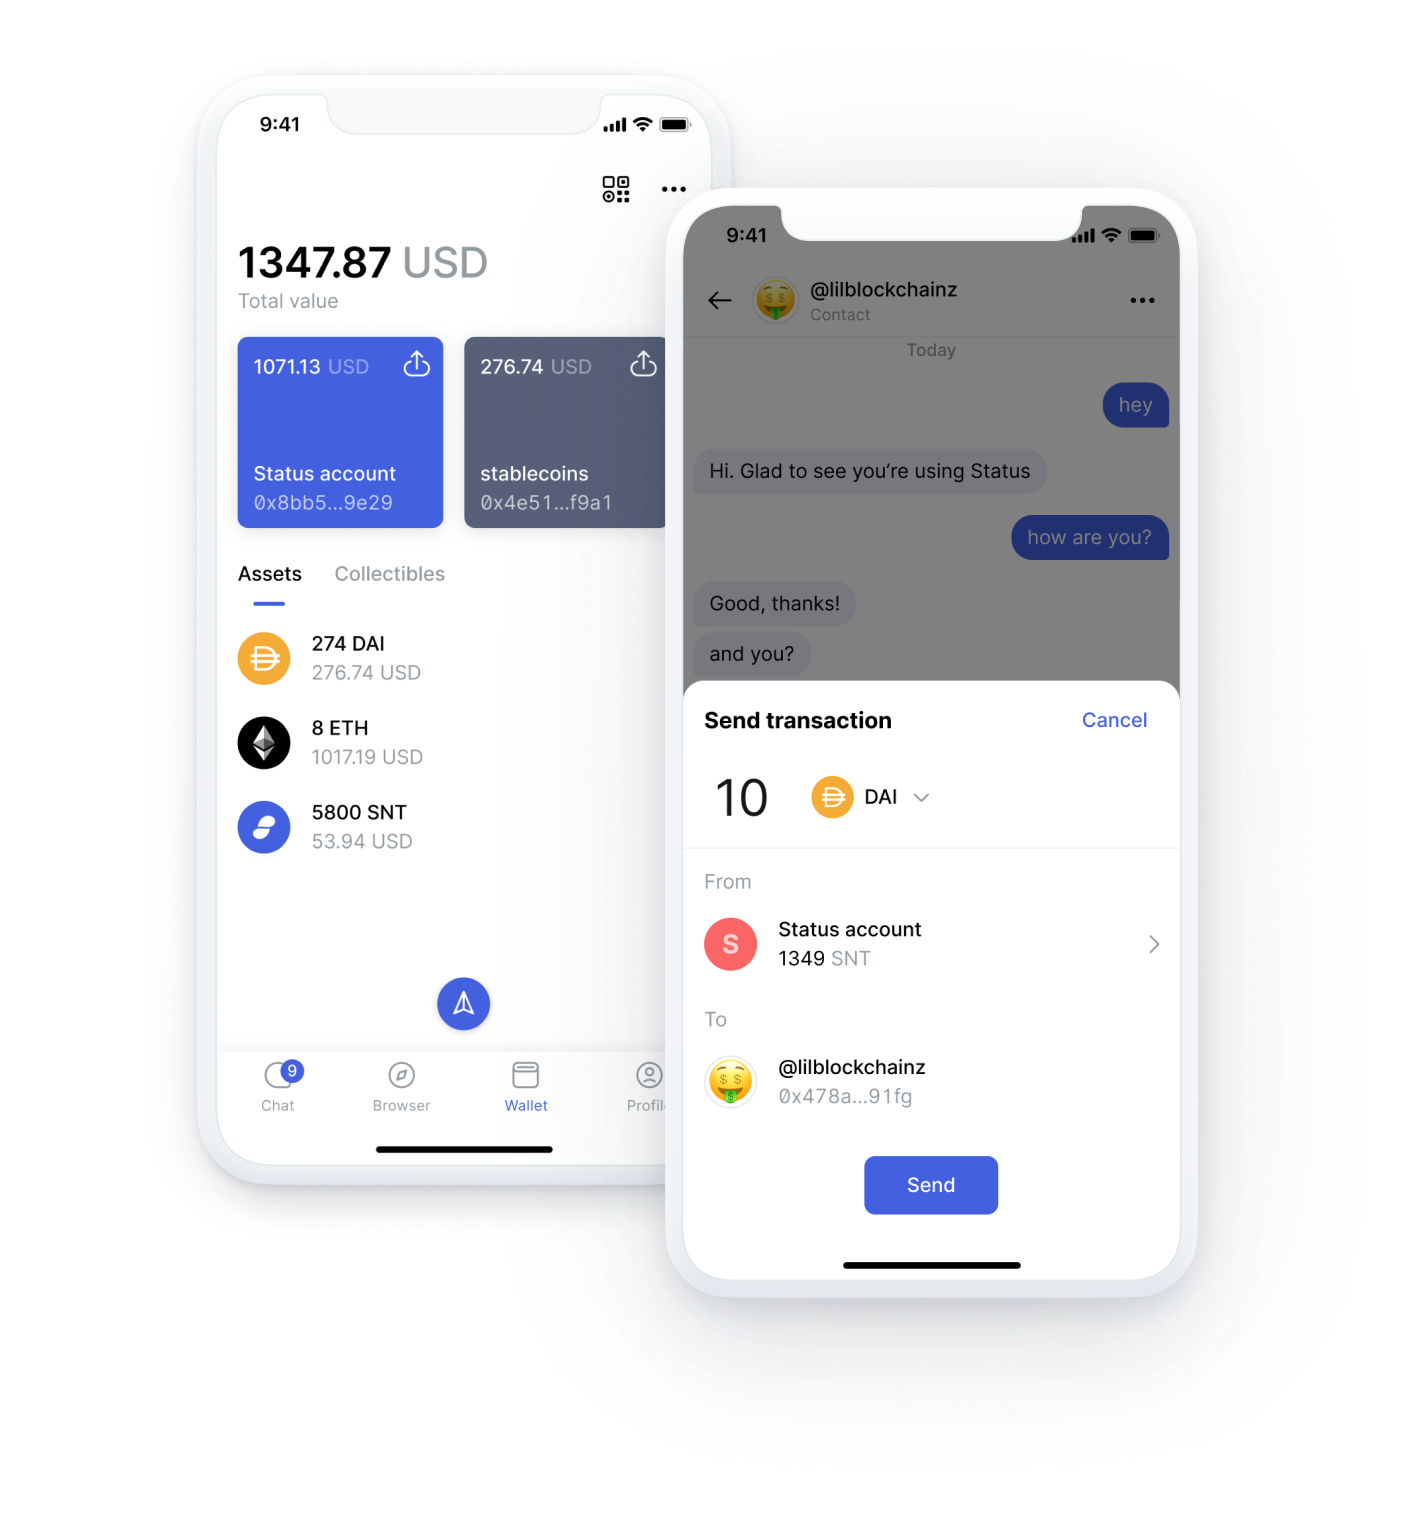 9:41
1347.87 USD
Total value
1071.13 USD
Status account
0x8bb5...9e29
276.74 USD
stablecoins
0x4e51...f9a1
Assets Collectibles
274 DAI
276.74 USD
8 ETH
1017.19 USD
5800 SNT
53.94 USD
9
Chat Browser Wallet Profil
9:41
@lilblockchainz
Contact
Today
hey
Hi. Glad to see you’re using Status
how are you?
Good, thanks!
and you?
Send transaction Cancel
10 DAI
From
S
Status account
1349 SNT
To
@lilblockchainz
0x478a...91fg
Send